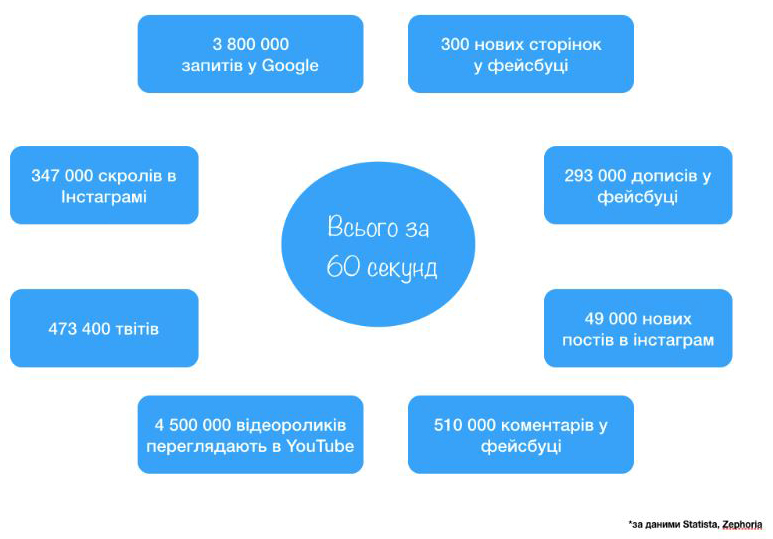 3 800 000
запитів у Google
300 нових сторінок
у фейсбуці
347 000 скролів в
Інстаграмі
293 000 дописів у
фейсбуці
Всього за
60 секунд
473 400 твітів
49 000 нових
постів в інстаграм
4 500 000 відеороликів
переглядають в YouTube
510 000 коментарів у
фейсбуці
*за даними Statista, Zephoria